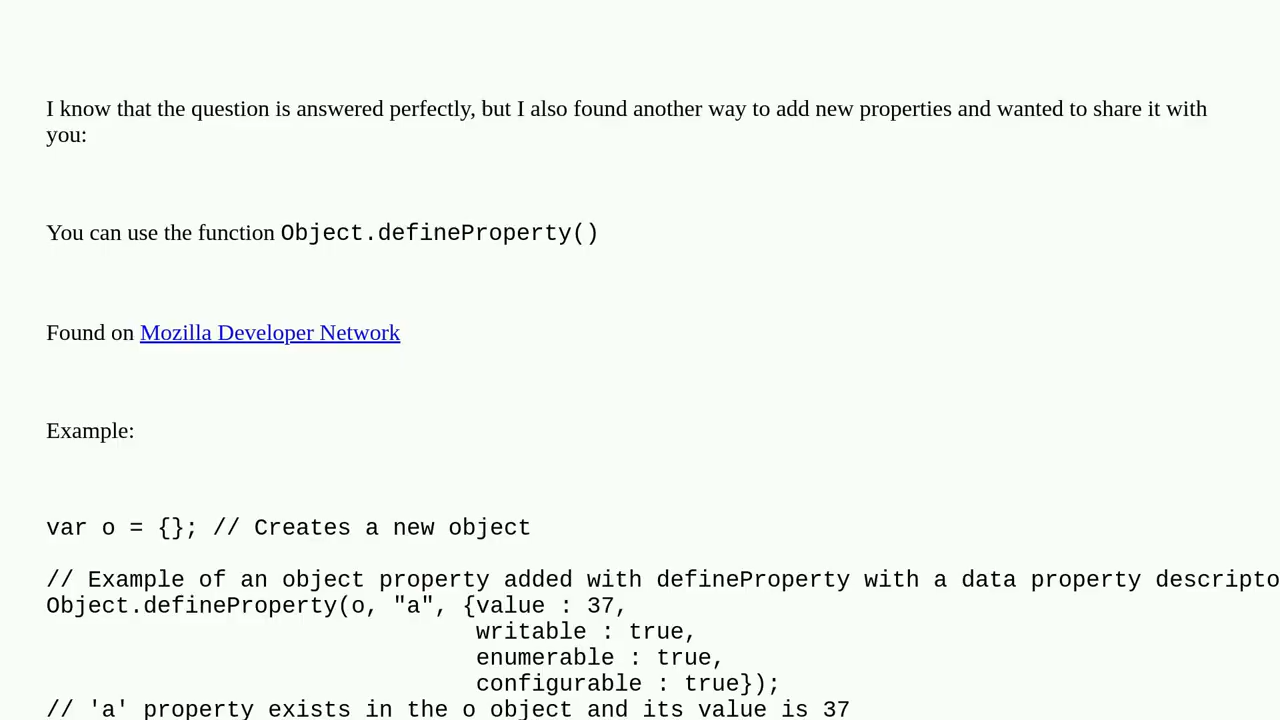 I know that the question is answered perfectly, but I also found another way to add new properties and wanted to share it with
you:
You can use the function Object.defineProperty()
Found on Mozilla Developer Network
Example:
var o = {}; // Creates a new object
// Example of an object property added with defineProperty with a data property descripto
Object.defineProperty(o, "a", {value : 37,
                               writable : true,
                               enumerable : true,
                               configurable : true});
// 'a' property exists in the o object and its value is 37